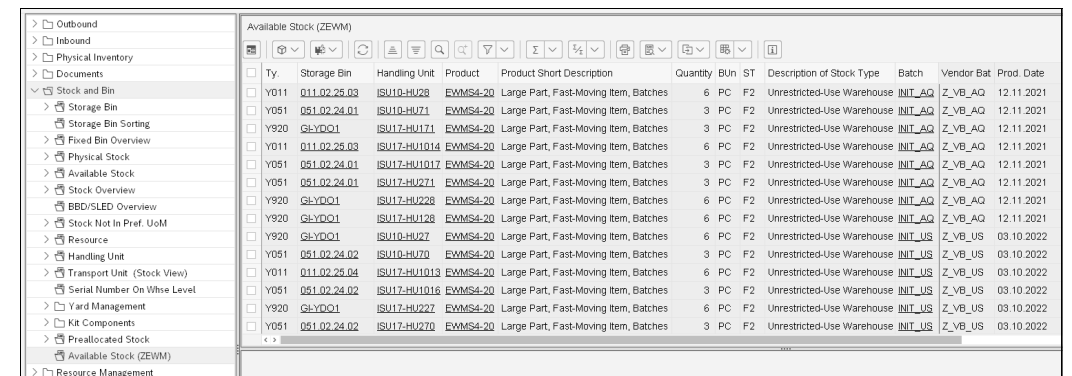 Outbound
Inbound
Physical Inventory
Documents
Stock and Bin
Storage Bin
Storage Bin Sorting
Fixed Bin Overview
Physical Stock
Available Stock
Stock Overview
BBD/SLED Overview
Stock Not In Pref. UoM
Resource
Handling Unit
Transport Unit (Stock View)
Serial Number On Whse Level
Yard Management
Kit Components
Preallocated Stock
Available Stock (ZEWM)
Resource Management
Available Stock (ZEWM)
Ty. Storage Bin Handling Unit Product Product Short Description Quantity BUn ST Description of Stock Type Batch Vendor Bat Prod. Date
Y011 011.02.25.03 ISU10-HU28 EWMS4-20 Large Part, Fast-Moving Item, Batches 6 PC F2 Unrestricted-Use Warehouse INIT_AQ Z_VB_AQ 12.11.2021
Y051 051.02.24.01 ISU10-HU71 EWMS4-20 Large Part, Fast-Moving Item, Batches 3 PC F2 Unrestricted-Use Warehouse INIT_AQ Z_VB_AQ 12.11.2021
Y920 GI-YDO1 ISU17-HU171 EWMS4-20 Large Part, Fast-Moving Item, Batches 3 PC F2 Unrestricted-Use Warehouse INIT_AQ Z_VB_AQ 12.11.2021
Y011 011.02.25.03 ISU17-HU1014 EWMS4-20 Large Part, Fast-Moving Item, Batches 6 PC F2 Unrestricted-Use Warehouse INIT_AQ Z_VB_AQ 12.11.2021
Y051 051.02.24.01 ISU17-HU1017 EWMS4-20 Large Part, Fast-Moving Item, Batches 3 PC F2 Unrestricted-Use Warehouse INIT_AQ Z_VB_AQ 12.11.2021
Y051 051.02.24.01 ISU17-HU271 EWMS4-20 Large Part, Fast-Moving Item, Batches 3 PC F2 Unrestricted-Use Warehouse INIT_AQ Z_VB_AQ 12.11.2021
Y920 GI-YDO1 ISU17-HU228 EWMS4-20 Large Part, Fast-Moving Item, Batches 6 PC F2 Unrestricted-Use Warehouse INIT_AQ Z_VB_AQ 12.11.2021
Y920 GI-YDO1 ISU17-HU128 EWMS4-20 Large Part, Fast-Moving Item, Batches 6 PC F2 Unrestricted-Use Warehouse INIT_AQ Z_VB_AQ 12.11.2021
Y920 GI-YDO1 ISU10-HU27 EWMS4-20 Large Part, Fast-Moving Item, Batches 6 PC F2 Unrestricted-Use Warehouse INIT_US Z_VB_US 03.10.2022
Y051 051.02.24.02 ISU10-HU70 EWMS4-20 Large Part, Fast-Moving Item, Batches 3 PC F2 Unrestricted-Use Warehouse INIT_US Z_VB_US 03.10.2022
Y011 011.02.25.04 ISU17-HU1013 EWMS4-20 Large Part, Fast-Moving Item, Batches 6 PC F2 Unrestricted-Use Warehouse INIT_US Z_VB_US 03.10.2022
Y051 051.02.24.02 ISU17-HU1016 EWMS4-20 Large Part, Fast-Moving Item, Batches 3 PC F2 Unrestricted-Use Warehouse INIT_US Z_VB_US 03.10.2022
Y920 GI-YDO1 ISU17-HU227 EWMS4-20 Large Part, Fast-Moving Item, Batches 6 PC F2 Unrestricted-Use Warehouse INIT_US Z_VB_US 03.10.2022
Y051 051.02.24.02 ISU17-HU270 EWMS4-20 Large Part, Fast-Moving Item, Batches 3 PC F2 Unrestricted-Use Warehouse INIT_US Z_VB_US 03.10.2022